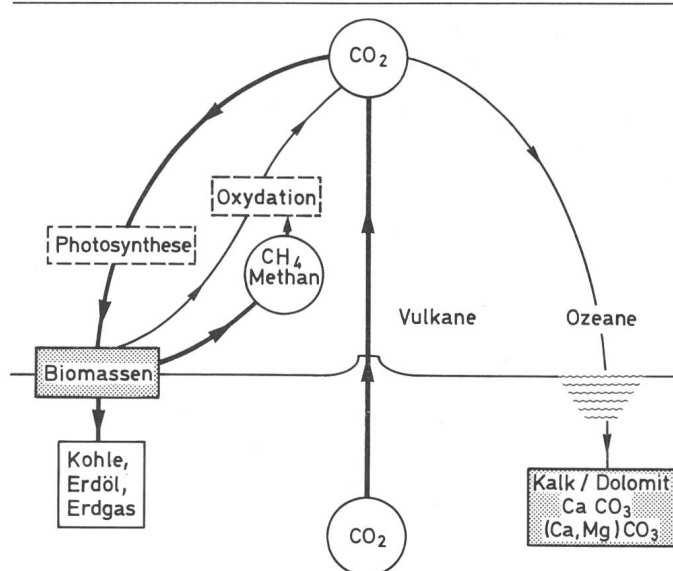 CO2
Oxydation
Photosynthese
CH4
Methan
Vulkane
Ozeane
Biomassen
Kohle,
Erdöl,
Erdgas
Kalk / Dolomit
Ca CO3
(Ca,Mg) CO3
CO2